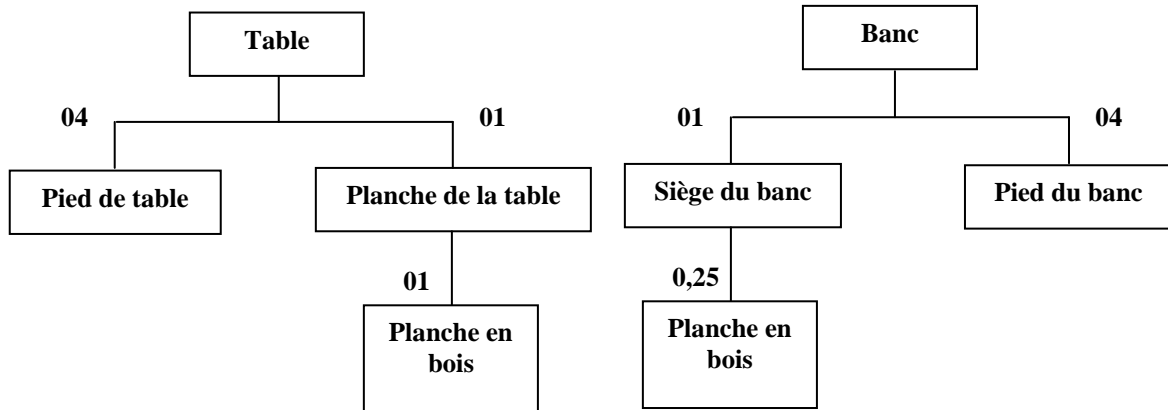 Table
Banc
04
01
01
04
Pied de table
Planche de la table
Siège du banc
Pied du banc
01
0,25
Planche en
bois
Planche en
bois